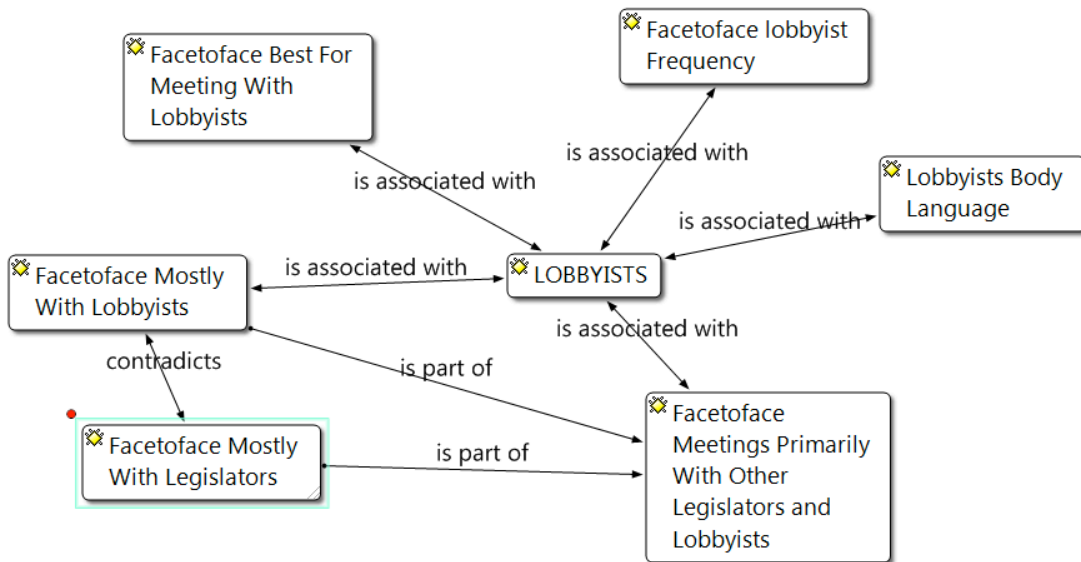 Facetoface Best For
Meeting With
Lobbyists
Facetoface lobbyist
Frequency
is associated with
is associated with
Lobbyists Body
Language
is associated with
Facetoface Mostly
With Lobbyists
is associated with
LOBBYISTS
is associated with
contradicts
is part of
Facetoface Mostly
With Legislators
is part of
Facetoface
Meetings Primarily
With Other
Legislators and
Lobbyists